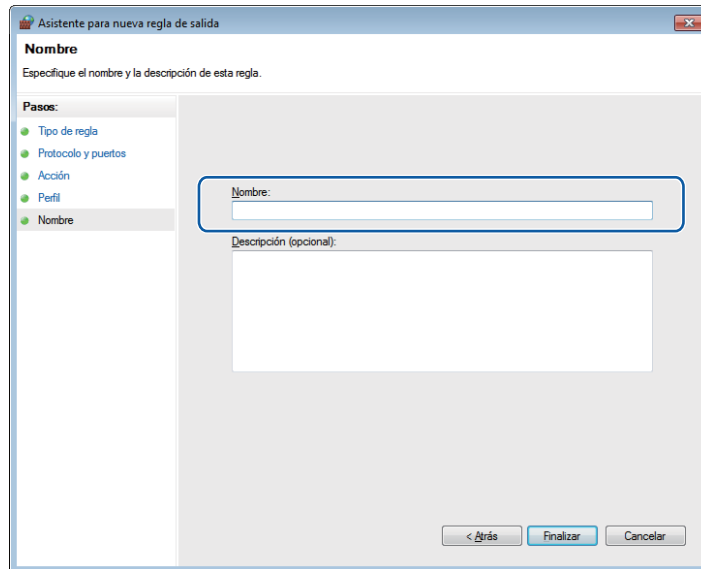 Asistente para nueva regla de salida
Nombre
Especifique el nombre y la descripción de esta regla.
Pasos:
Tipo de regla
Protocolo y puertos
Acción
Perfil
Nombre
Nombre:
Descripción (opcional):
< Atrás
Finalizar
Cancelar